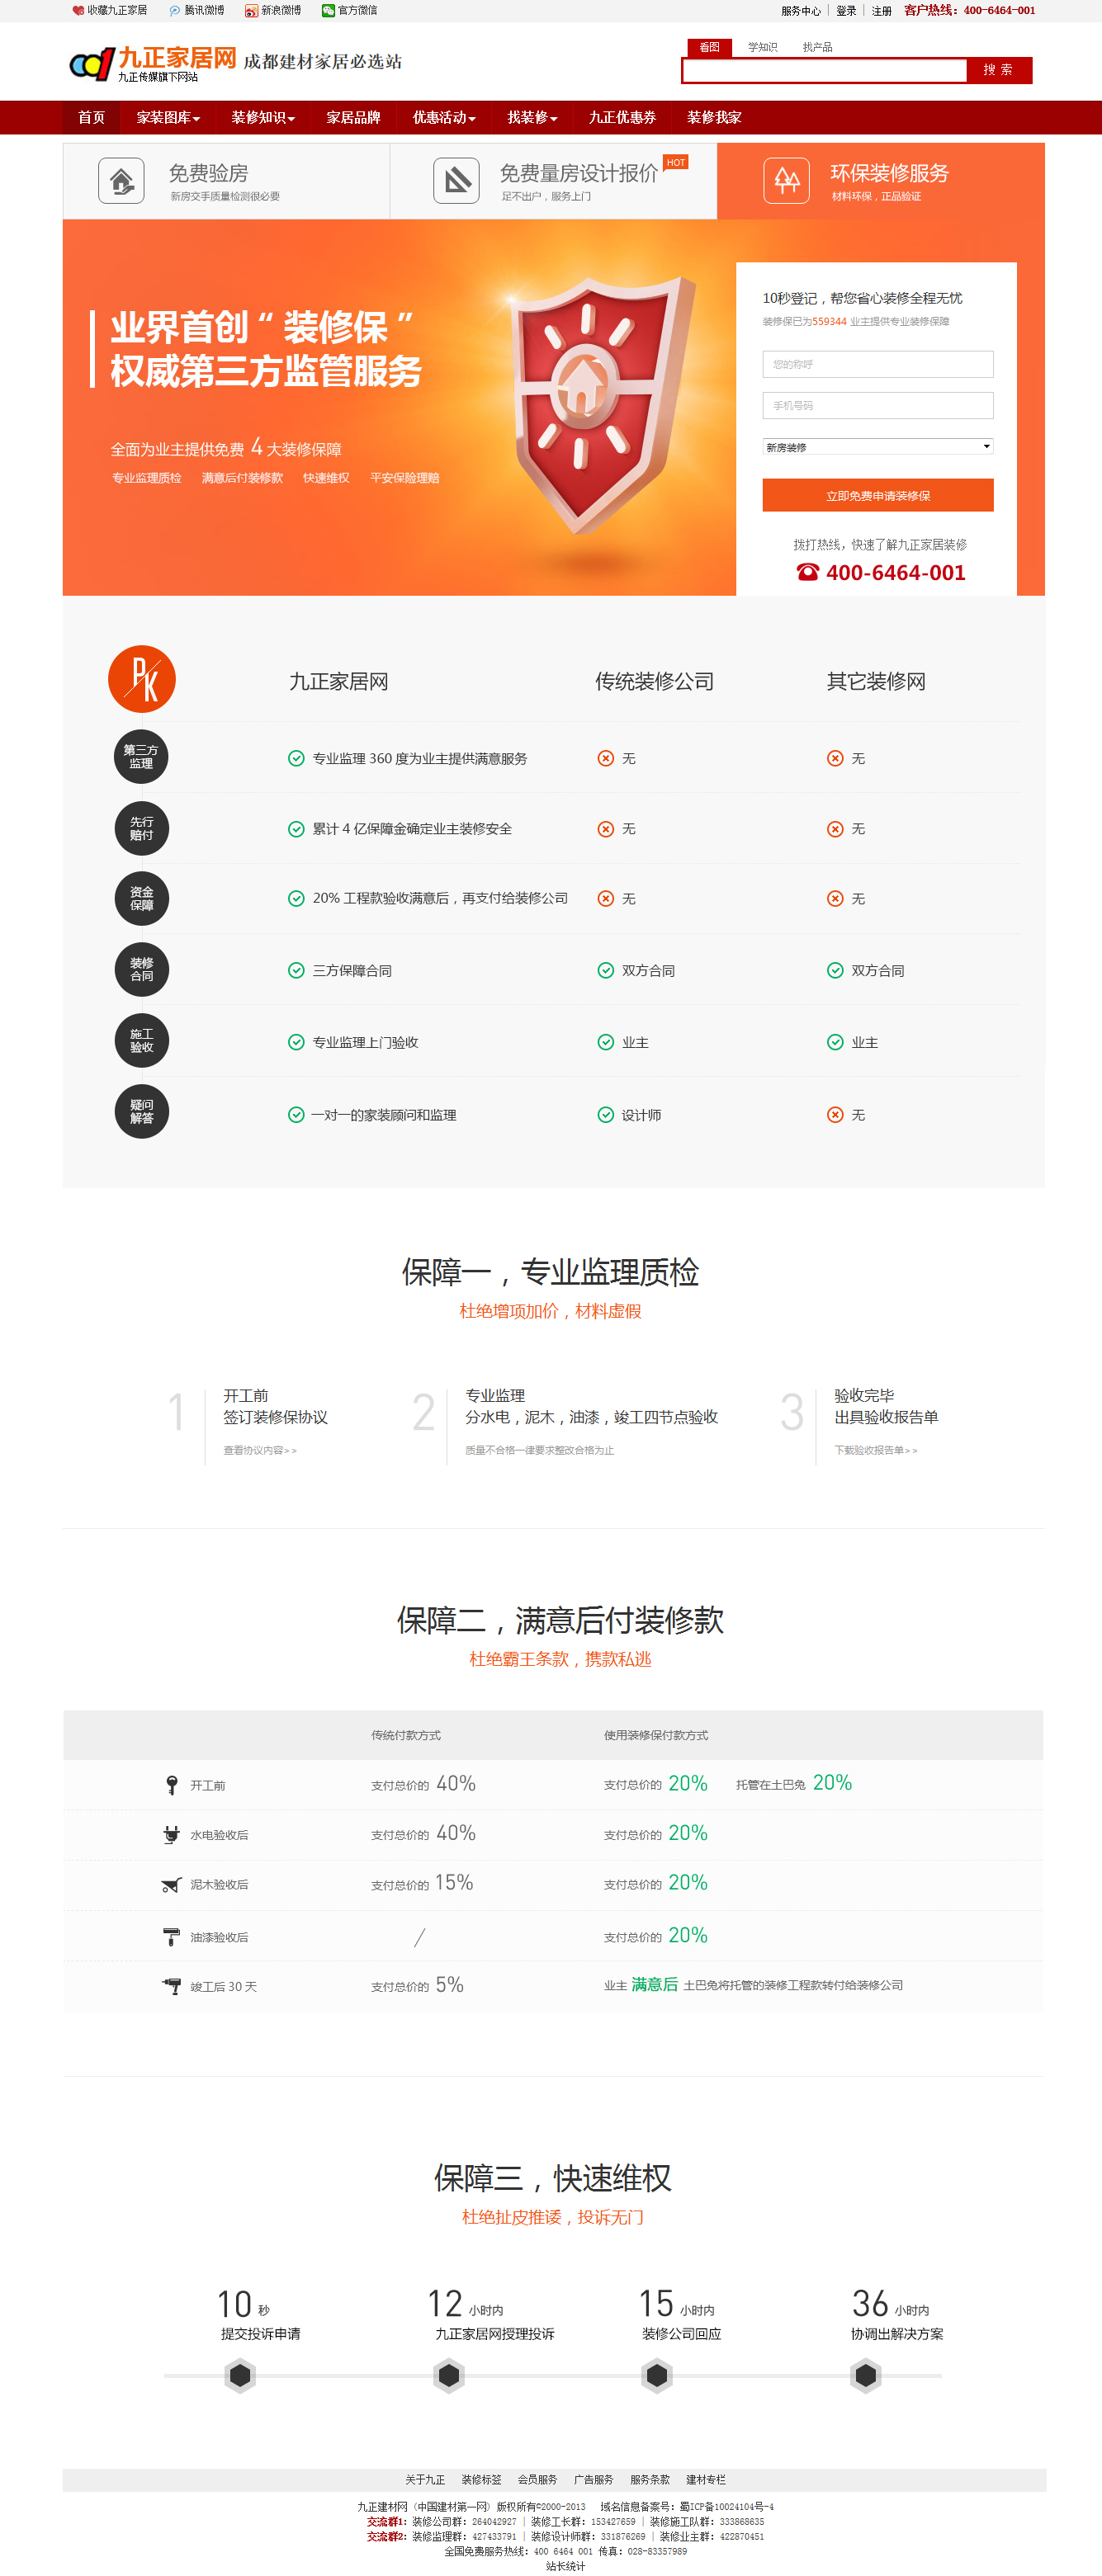 收藏九正家居 腾讯微博 新浪微博 官方微信 服务中心 | 登录 | 注册 客户热线：400-6464-001
九正家居网 成都建材家居必选站
九正传媒旗下网站
看图 学知识 找产品
搜 索
首页 家装图库 装修知识 家居品牌 优惠活动 找装修 九正优惠券 装修我家
免费验房 免费量房设计报价 HOT 环保装修服务
新房交手质量检测很必要 足不出户，服务上门 材料环保，正品验证
业界首创“装修保”
权威第三方监管服务
全面为业主提供免费 4 大装修保障
专业监理质检 满意后付装修款 快速维权 平安保险理赔
10秒登记，帮您省心装修全程无忧
装修保已为559344 业主提供专业装修保障
您的称呼
手机号码
新房装修
立即免费申请装修保
拨打热线，快速了解九正家居装修
400-6464-001
PK 九正家居网 传统装修公司 其它装修网
第三方
监理
专业监理 360 度为业主提供满意服务 无 无
先行
赔付
累计 4 亿保障金确定业主装修安全 无 无
资金
保障
20% 工程款验收满意后，再支付给装修公司 无 无
装修
合同
三方保障合同 双方合同 双方合同
施工
验收
专业监理上门验收 业主 业主
疑问
解答
一对一的家装顾问和监理 设计师 无
保障一，专业监理质检
杜绝增项加价，材料虚假
1 开工前
签订装修保协议
查看协议内容>>
2 专业监理
分水电，泥木，油漆，竣工四节点验收
质量不合格一律要求整改合格为止
3 验收完毕
出具验收报告单
下载验收报告单>>
保障二，满意后付装修款
杜绝霸王条款，携款私逃
传统付款方式 使用装修保付款方式
开工前 支付总价的 40% 支付总价的 20% 托管在土巴兔 20%
水电验收后 支付总价的 40% 支付总价的 20%
泥木验收后 支付总价的 15% 支付总价的 20%
油漆验收后 / 支付总价的 20%
竣工后 30 天 支付总价的 5% 业主 满意后 土巴兔将托管的装修工程款转付给装修公司
保障三，快速维权
杜绝扯皮推诿，投诉无门
10 秒 12 小时内 15 小时内 36 小时内
提交投诉申请 九正家居网授理投诉 装修公司回应 协调出解决方案
关于九正 装修标签 会员服务 广告服务 服务条款 建材专栏
九正建材网（中国建材第一网）版权所有©2000-2013 域名信息备案号：蜀ICP备10024104号-4
交流群1：装修公司群：264042927 | 装修工长群：153427659 | 装修施工队群：333868635
交流群2：装修监理群：427433791 | 装修设计师群：331876269 | 装修业主群：422870451
全国免费服务热线：400 6464 001 传真：028-83357989
站长统计